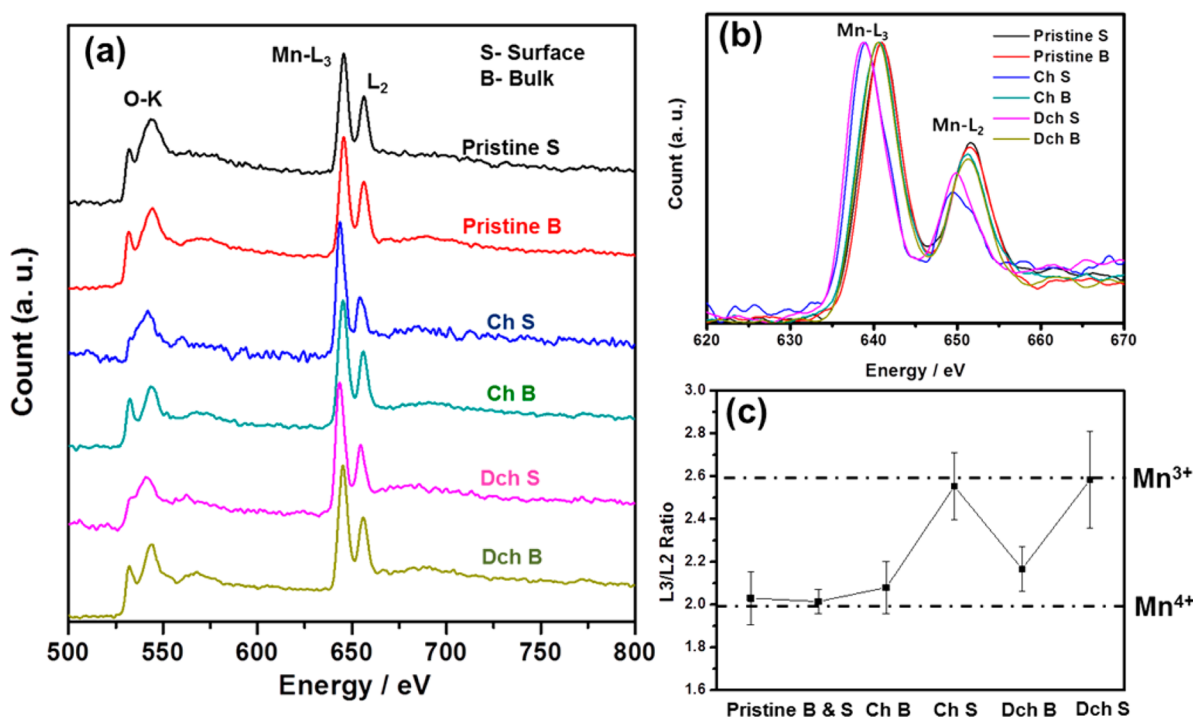 (a)
Mn-L3
S- Surface
B- Bulk
L2
O-K
Pristine S
Pristine B
Ch S
Ch B
Dch S
Dch B
Count (a. u.)
500 550 600 650 700 750 800
Energy / eV
(b)
Mn-L3
Mn-L2
Pristine S
Pristine B
Ch S
Ch B
Dch S
Dch B
Count (a. u.)
620 630 640 650 660 670
Energy / eV
(c)
3.0
2.8
2.6
2.4
2.2
2.0
1.8
1.6
L3/L2 Ratio
Mn3+
Mn4+
Pristine B & S Ch B Ch S Dch B Dch S